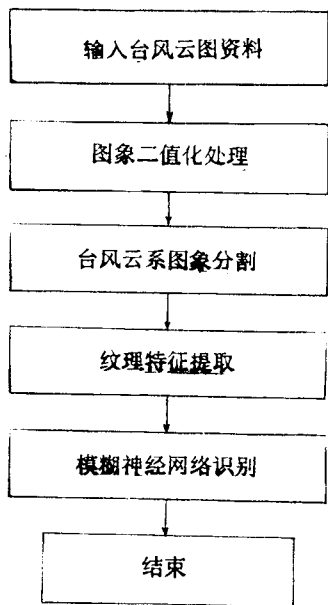 输入台风云图资料
图象二值化处理
台风云系图象分割
纹理特征提取
模糊神经网络识别
结束